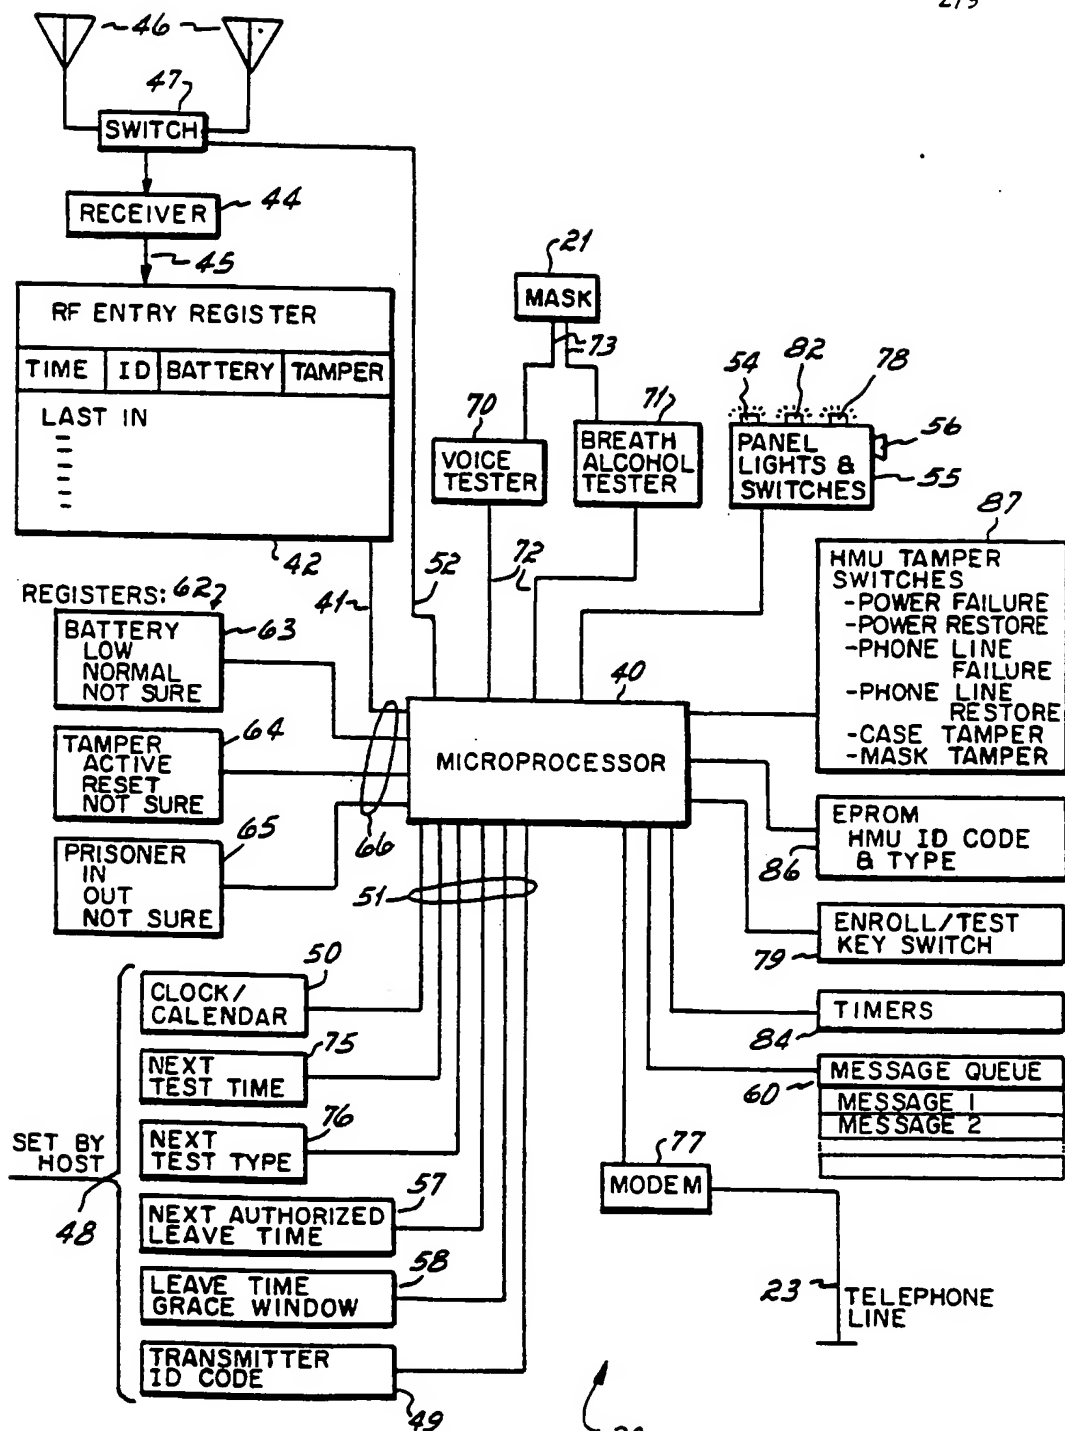 46
47
SWITCH
RECEIVER
44
45
RF ENTRY REGISTER
TIME ID BATTERY TAMPER
LAST IN
42
41
52
21
MASK
73
70
VOICE
TESTER
71
BREATH
ALCOHOL
TESTER
72
54 82 78
56
PANEL
LIGHTS &
SWITCHES
55
87
HMU TAMPER
SWITCHES
-POWER FAILURE
-POWER RESTORE
-PHONE LINE
FAILURE
-PHONE LINE
RESTORE
-CASE TAMPER
-MASK TAMPER
REGISTERS: 62
BATTERY
LOW
NORMAL
NOT SURE
63
TAMPER
ACTIVE
RESET
NOT SURE
64
PRISONER
IN
OUT
NOT SURE
65
66
40
MICROPROCESSOR
51
EPROM
HMU ID CODE
& TYPE
86
ENROLL/TEST
KEY SWITCH
79
TIMERS
84
MESSAGE QUEUE
60
MESSAGE 1
MESSAGE 2
SET BY
HOST
48
50
CLOCK/
CALENDAR
75
NEXT
TEST TIME
76
NEXT
TEST TYPE
57
NEXT AUTHORIZED
LEAVE TIME
58
LEAVE TIME
GRACE WINDOW
TRANSMITTER
ID CODE
49
77
MODEM
23
TELEPHONE
LINE